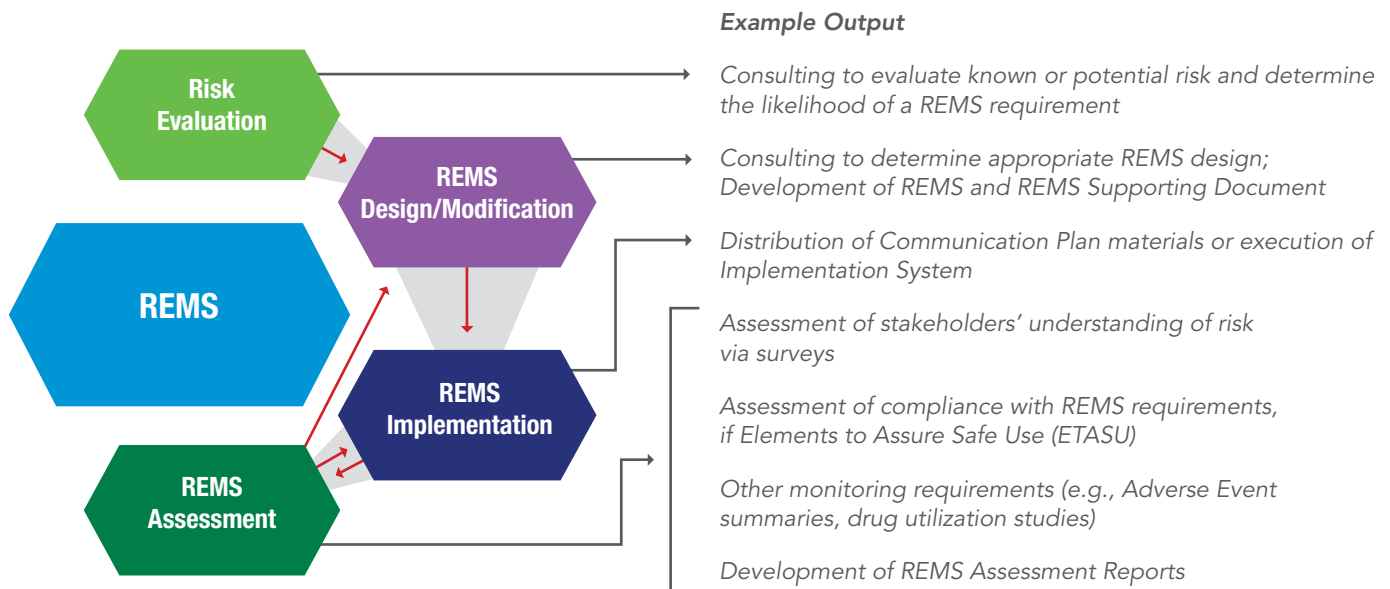 Example Output
Risk
Evaluation
Consulting to evaluate known or potential risk and determine
the likelihood of a REMS requirement
REMS
Design/Modification
Consulting to determine appropriate REMS design;
Development of REMS and REMS Supporting Document
Distribution of Communication Plan materials or execution of
Implementation System
REMS
Assessment of stakeholders’ understanding of risk
via surveys
REMS
Implementation
Assessment of compliance with REMS requirements,
if Elements to Assure Safe Use (ETASU)
REMS
Assessment
Other monitoring requirements (e.g., Adverse Event
summaries, drug utilization studies)
Development of REMS Assessment Reports